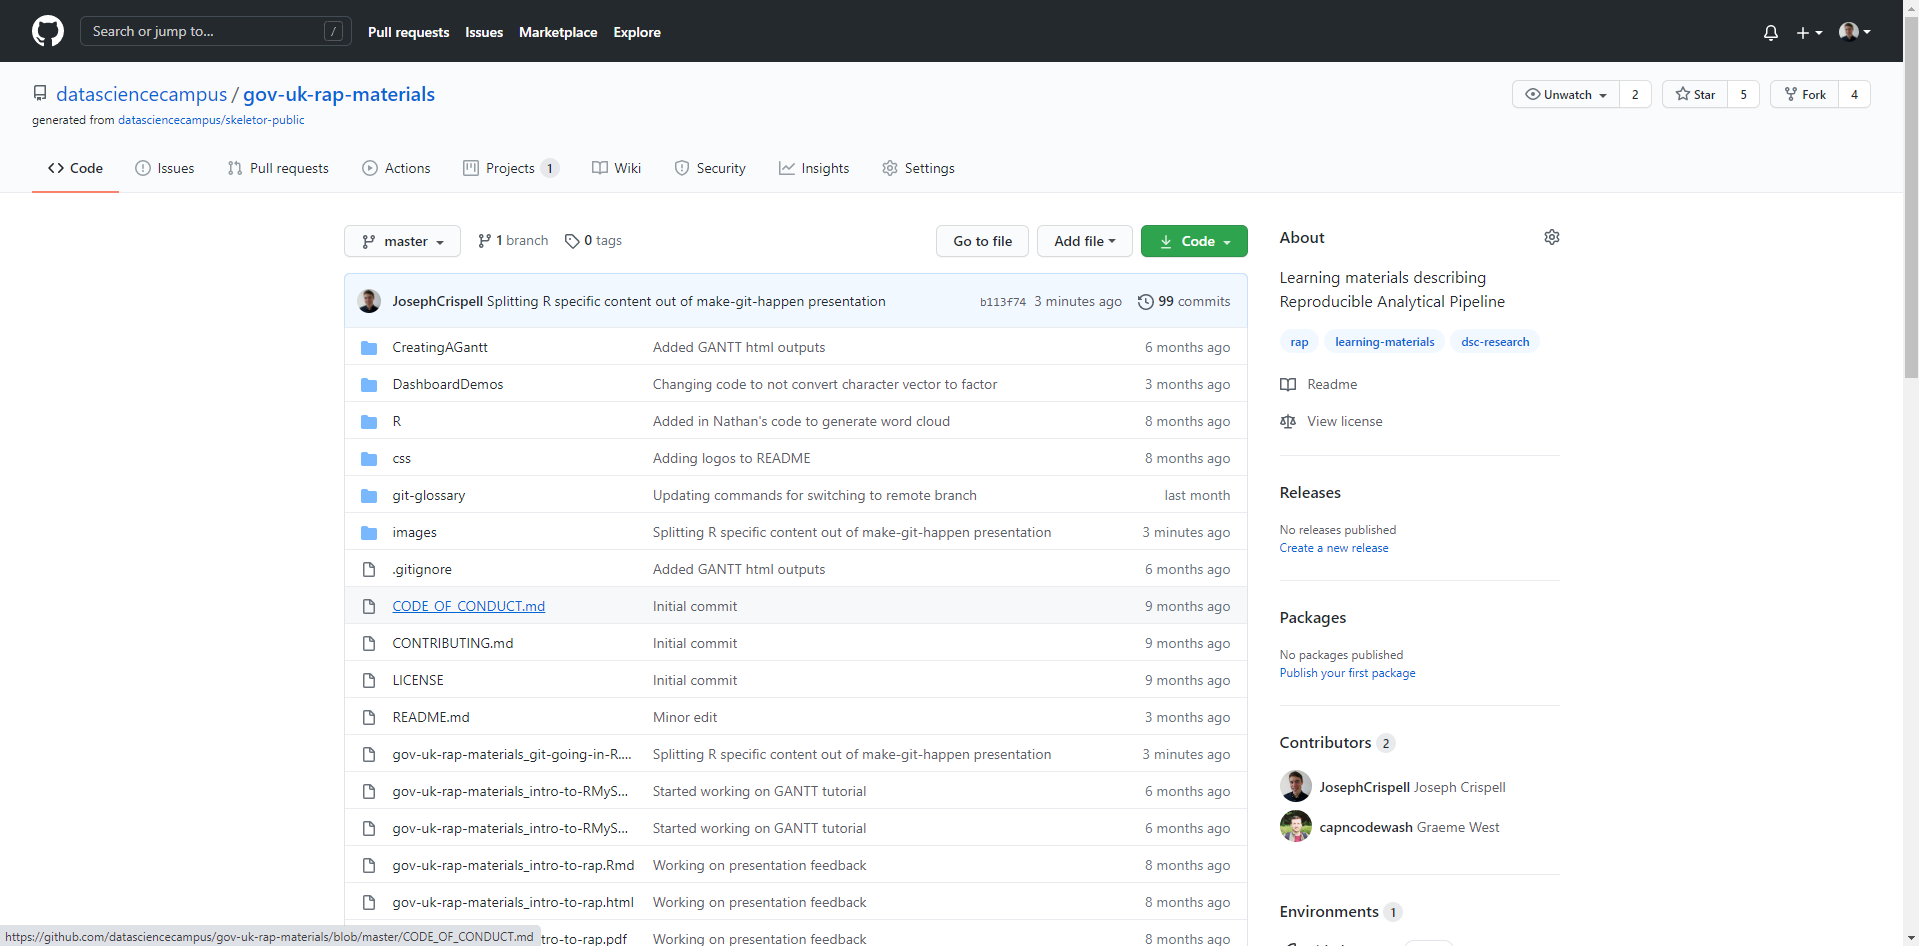 Search or jump to... /
Pull requests Issues Marketplace Explore
datasciencecampus / gov-uk-rap-materials
Unwatch 2 Star 5 Fork 4
generated from datasciencecampus/skeletor-public
Code Issues Pull requests Actions Projects 1 Wiki Security Insights Settings
master 1 branch 0 tags Go to file Add file Code
JosephCrispell Splitting R specific content out of make-git-happen presentation b113f74 3 minutes ago 99 commits
CreatingAGantt Added GANTT html outputs 6 months ago
DashboardDemos Changing code to not convert character vector to factor 3 months ago
R Added in Nathan's code to generate word cloud 8 months ago
css Adding logos to README 8 months ago
git-glossary Updating commands for switching to remote branch last month
images Splitting R specific content out of make-git-happen presentation 3 minutes ago
.gitignore Added GANTT html outputs 6 months ago
CODE_OF_CONDUCT.md Initial commit 9 months ago
CONTRIBUTING.md Initial commit 9 months ago
LICENSE Initial commit 9 months ago
README.md Minor edit 3 months ago
gov-uk-rap-materials_git-going-in-R.... Splitting R specific content out of make-git-happen presentation 3 minutes ago
gov-uk-rap-materials_intro-to-RMyS... Started working on GANTT tutorial 6 months ago
gov-uk-rap-materials_intro-to-RMyS... Started working on GANTT tutorial 6 months ago
gov-uk-rap-materials_intro-to-rap.Rmd Working on presentation feedback 8 months ago
gov-uk-rap-materials_intro-to-rap.html Working on presentation feedback 8 months ago
tro-to-rap.pdf Working on presentation feedback 8 months ago
About
Learning materials describing
Reproducible Analytical Pipeline
rap learning-materials dsc-research
Readme
View license
Releases
No releases published
Create a new release
Packages
No packages published
Publish your first package
Contributors 2
JosephCrispell Joseph Crispell
capncodewash Graeme West
Environments 1
https://github.com/datasciencecampus/gov-uk-rap-materials/blob/master/CODE_OF_CONDUCT.md